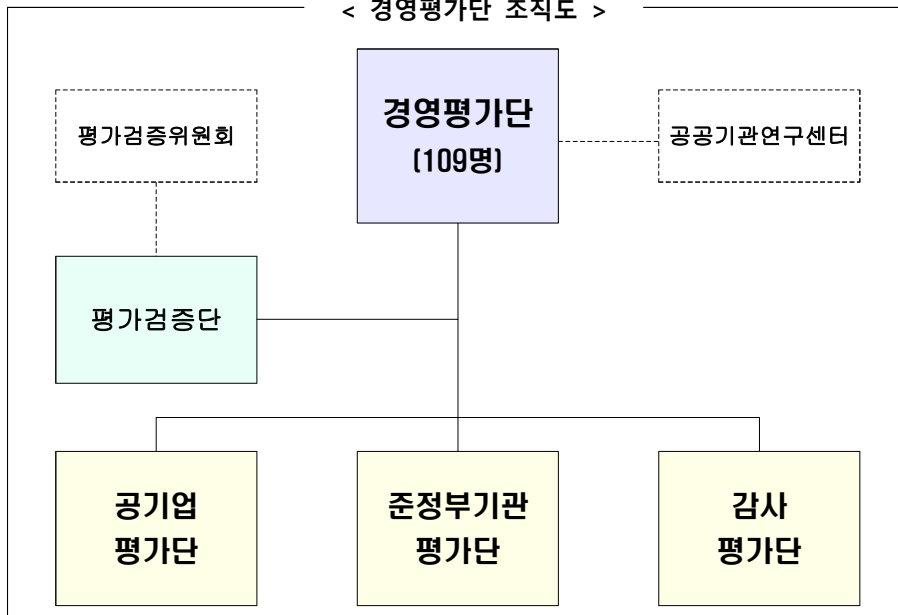 < 경영평가단 조직도 >
경영평가단
(109명)
평가검증위원회
공공기관연구센터
평가검증단
공기업
평가단
준정부기관
평가단
감사
평가단